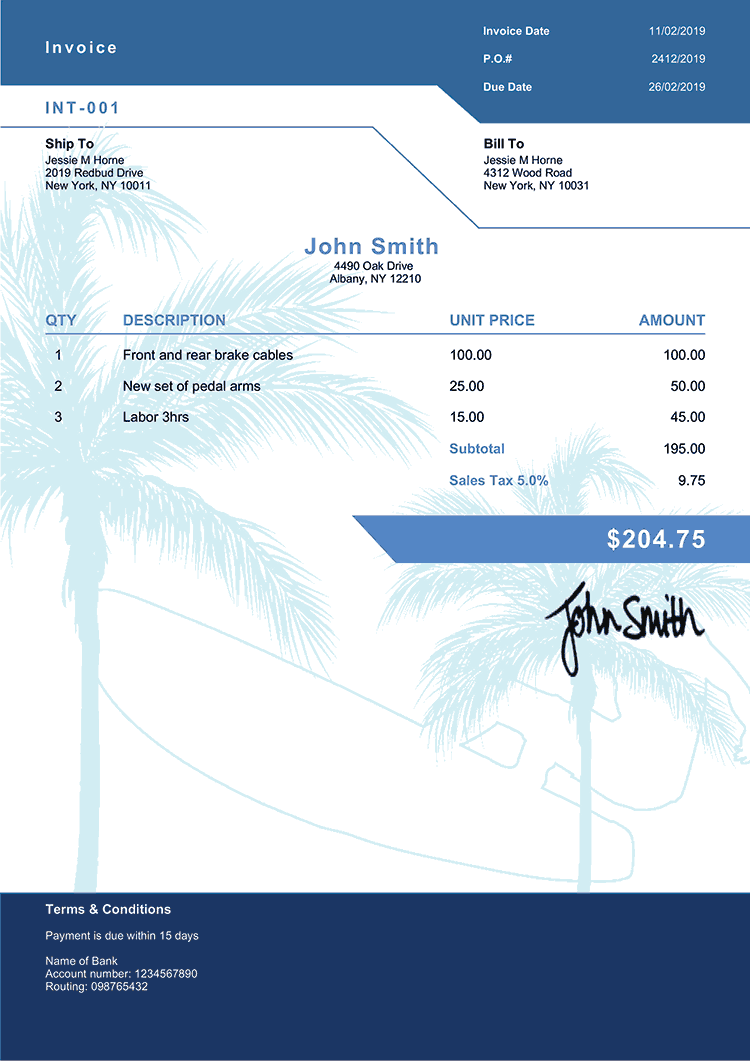 Invoice
Invoice Date 11/02/2019
P.O.# 2412/2019
Due Date 26/02/2019
INT-001
Ship To
Jessie M Horne
2019 Redbud Drive
New York, NY 10011
Bill To
Jessie M Horne
4312 Wood Road
New York, NY 10031
John Smith
4490 Oak Drive
Albany, NY 12210
QTY DESCRIPTION UNIT PRICE AMOUNT
1 Front and rear brake cables 100.00 100.00
2 New set of pedal arms 25.00 50.00
3 Labor 3hrs 15.00 45.00
Subtotal 195.00
Sales Tax 5.0% 9.75
$204.75
John Smith
Terms & Conditions
Payment is due within 15 days
Name of Bank
Account number: 1234567890
Routing: 098765432